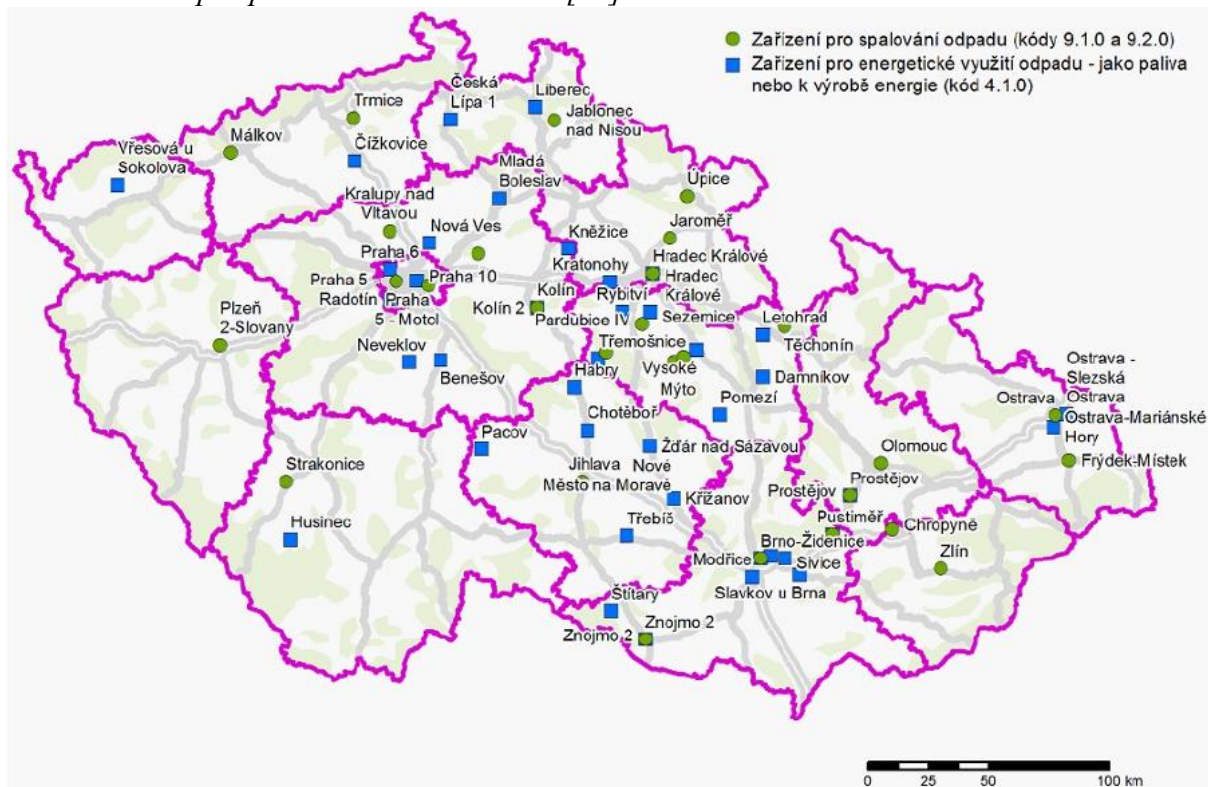 Zařízení pro spalování odpadu (kódy 9.1.0 a 9.2.0)
Zařízení pro energetické využití odpadu - jako paliva
nebo k výrobě energie (kód 4.1.0)
Česká
Lípa 1
Liberec
Trmice
Jablonec
nad Nisou
Málkov
Vřesová u
Sokolova
Čížkovice
Mladá
Boleslav
Úpice
Kralupy nad
Vltavou
Nová Ves
Jaroměř
Kněžice
Praha 6
Hradec Králové
Kratonohy
Praha 5
Praha 10
Hradec
Králové
Radotín
Praha
5 - Motol
Kolín
Rybitví
Kolín 2
Pardubice IV
Sezemice
Letohrad
Plzeň
2-Slovany
Neveklov
Třemošnice
Těchonín
Benešov
Habry
Vysoké
Mýto
Damníkov
Ostrava -
Slezská
Ostrava
Ostrava
Ostrava-Mariánské
Hory
Chotěboř
Pomezí
Pacov
Žďár nad Sázavou
Olomouc
Frýdek-Místek
Strakonice
Jihlava
Nové
Město na Moravě
Prostějov
Prostějov
Křižanov
Husinec
Třebíč
Pustiměř
Chropyně
Brno-Židenice
Zlín
Modřice
Sivice
Slavkov u Brna
Štítary
Znojmo 2
Znojmo 2
0 25 50 100 km